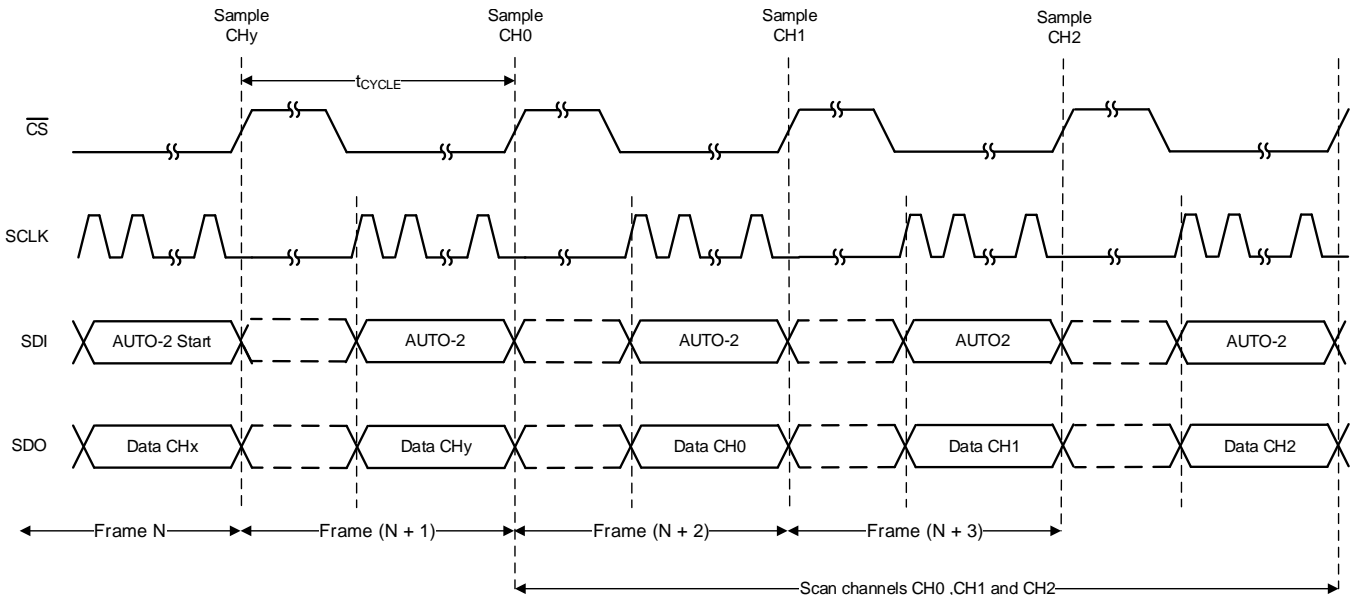 Sample
CHy
Sample
CH0
Sample
CH1
Sample
CH2
tCYCLE
CS
SCLK
SDI
AUTO-2 Start
AUTO-2
AUTO-2
AUTO2
AUTO-2
SDO
Data CHx
Data CHy
Data CH0
Data CH1
Data CH2
Frame N
Frame (N + 1)
Frame (N + 2)
Frame (N + 3)
Scan channels CH0 ,CH1 and CH2